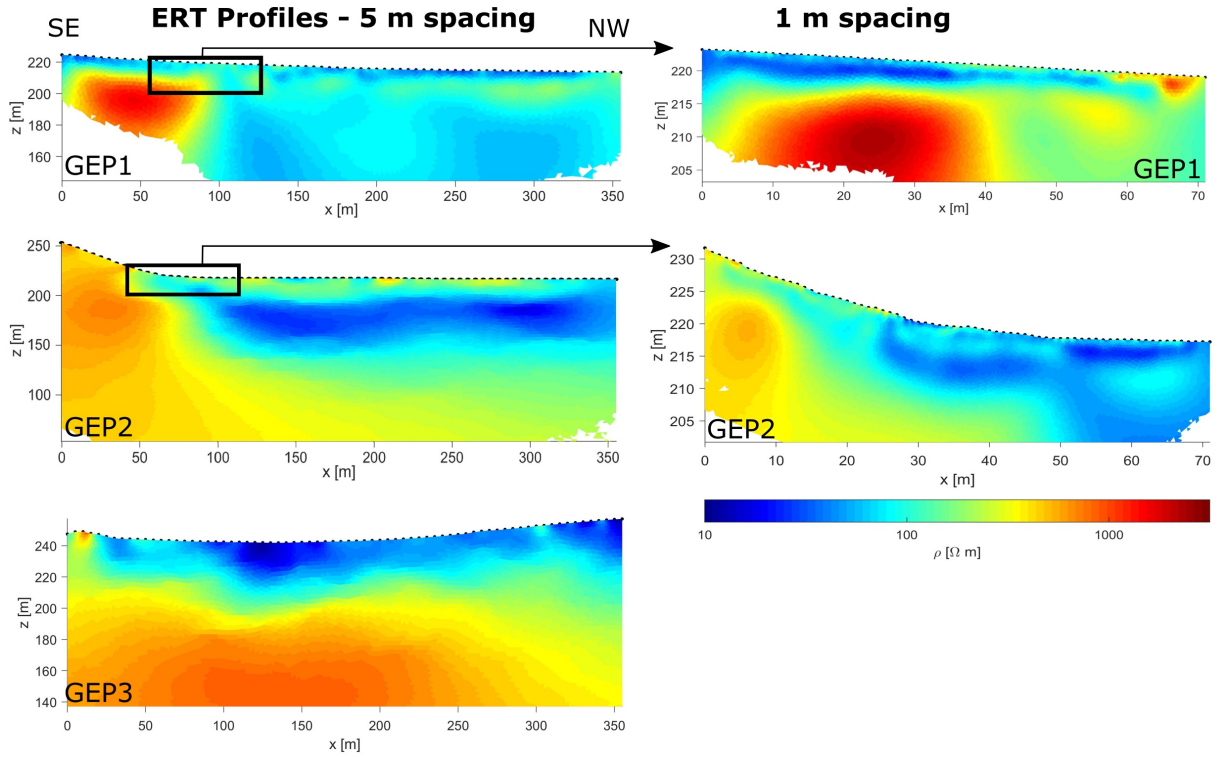 ERT Profiles - 5 m spacing
1 m spacing
SE
NW
220
200
180
160
z [m]
GEP1
0 50 100 150 200 250 300 350
x [m]
220
215
210
205
z [m]
GEP1
0 10 20 30 40 50 60 70
x [m]
250
200
150
100
z [m]
GEP2
0 50 100 150 200 250 300 350
x [m]
230
225
220
215
210
205
z [m]
GEP2
0 10 20 30 40 50 60 70
x [m]
10 100 1000
ρ [Ω m]
240
220
200
180
160
140
z [m]
GEP3
0 50 100 150 200 250 300 350
x [m]